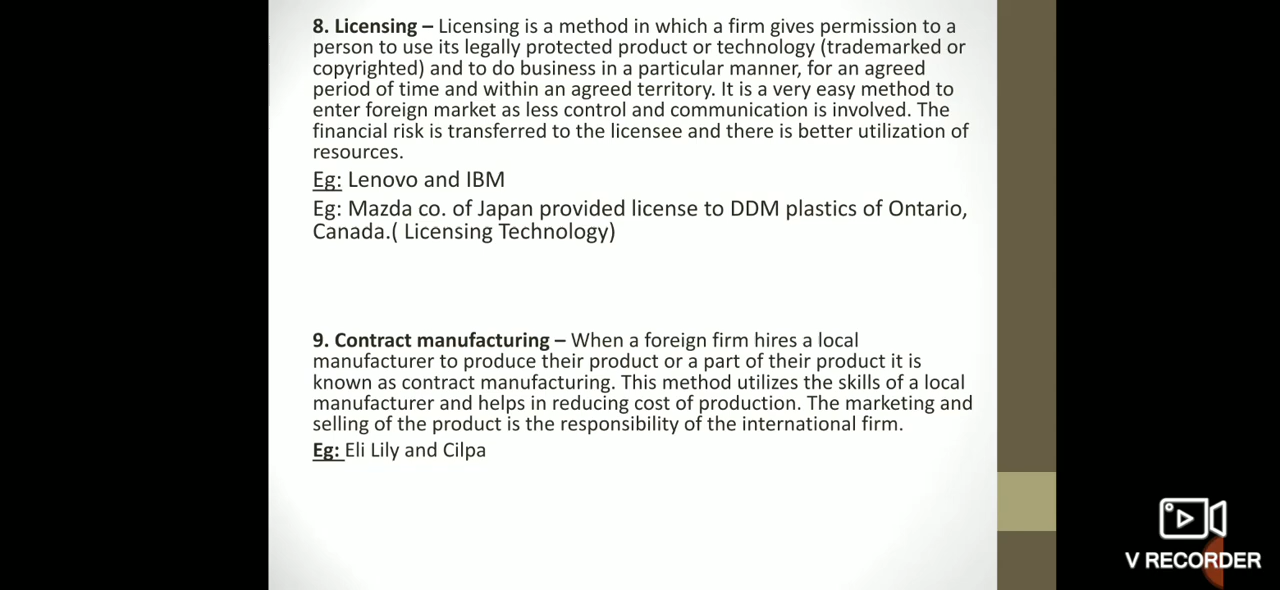 8. Licensing – Licensing is a method in which a firm gives permission to a
person to use its legally protected product or technology (trademarked or
copyrighted) and to do business in a particular manner, for an agreed
period of time and within an agreed territory. It is a very easy method to
enter foreign market as less control and communication is involved. The
financial risk is transferred to the licensee and there is better utilization of
resources.
Eg: Lenovo and IBM
Eg: Mazda co. of Japan provided license to DDM plastics of Ontario,
Canada.( Licensing Technology)
9. Contract manufacturing – When a foreign firm hires a local
manufacturer to produce their product or a part of their product it is
known as contract manufacturing. This method utilizes the skills of a local
manufacturer and helps in reducing cost of production. The marketing and
selling of the product is the responsibility of the international firm.
Eg: Eli Lily and Cilpa
V RECORDER